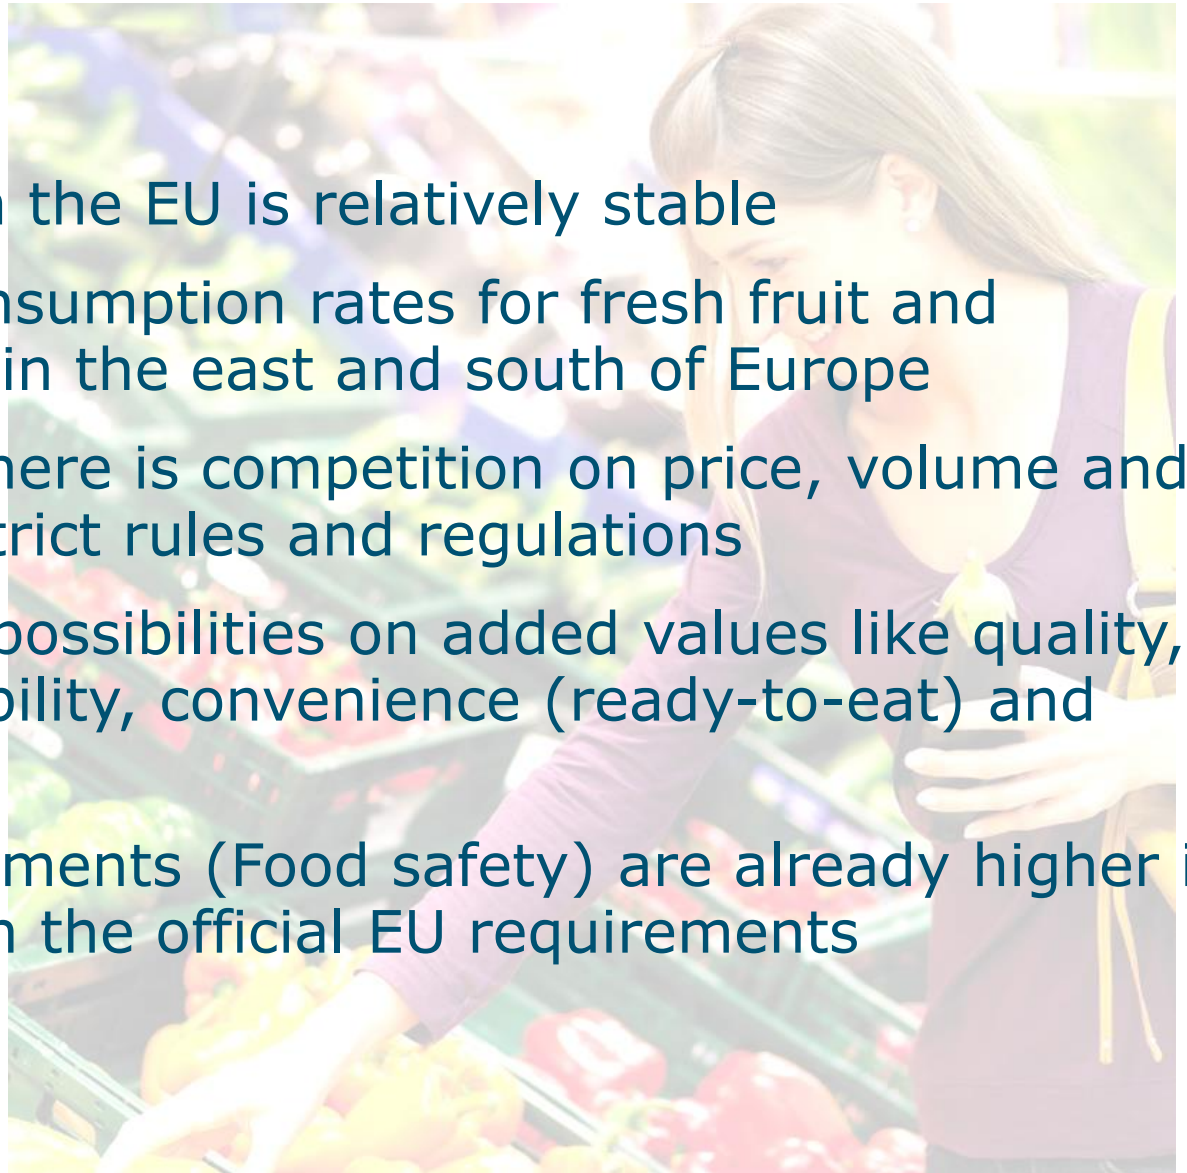 the EU is relatively stable
nsumption rates for fresh fruit and
in the east and south of Europe
here is competition on price, volume and
trict rules and regulations
possibilities on added values like quality,
bility, convenience (ready-to-eat) and
ments (Food safety) are already higher i
the official EU requirements